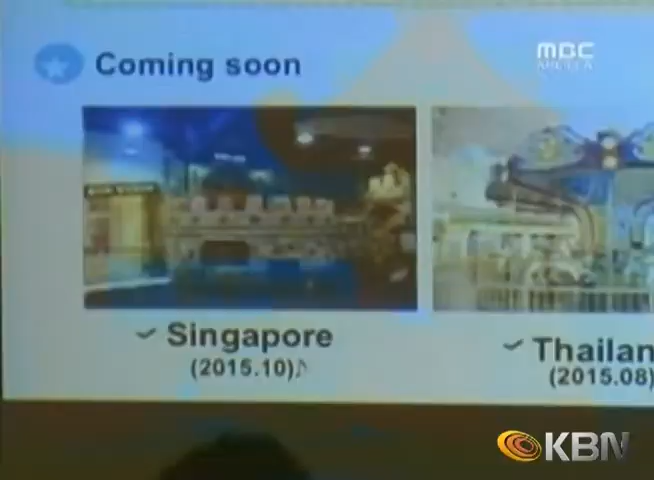 Coming soon
MBC
Singapore
(2015.10)♪
Thailan
(2015.08)
KBN